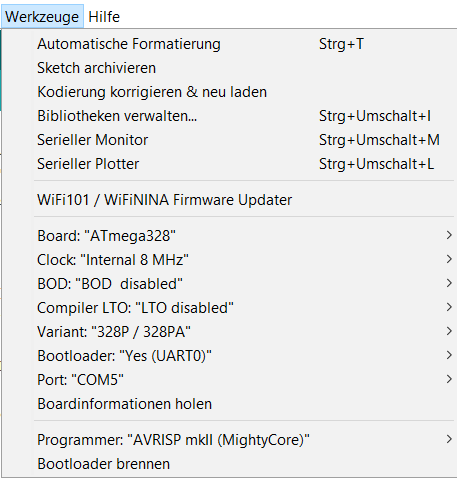 Werkzeuge Hilfe
Automatische Formatierung Strg+T
Sketch archivieren
Kodierung korrigieren & neu laden
Bibliotheken verwalten... Strg+Umschalt+I
Serieller Monitor Strg+Umschalt+M
Serieller Plotter Strg+Umschalt+L
WiFi101 / WiFiNINA Firmware Updater
Board: "ATmega328"
Clock: "Internal 8 MHz"
BOD: "BOD disabled"
Compiler LTO: "LTO disabled"
Variant: "328P / 328PA"
Bootloader: "Yes (UART0)"
Port: "COM5"
Boardinformationen holen
Programmer: "AVRISP mkII (MightyCore)"
Bootloader brennen